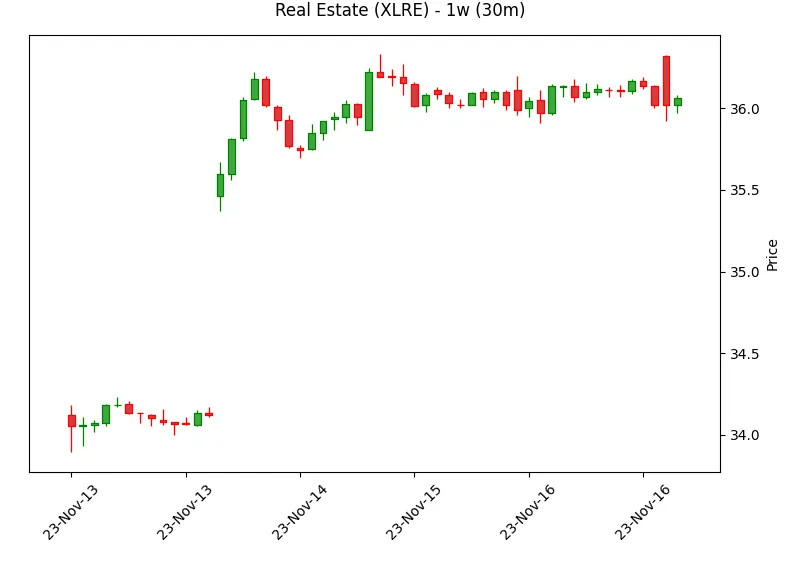 Real Estate (XLRE) - 1w (30m)
36.0
35.5
35.0
34.5
34.0
Price
23-Nov-13
23-Nov-13
23-Nov-14
23-Nov-15
23-Nov-16
23-Nov-16